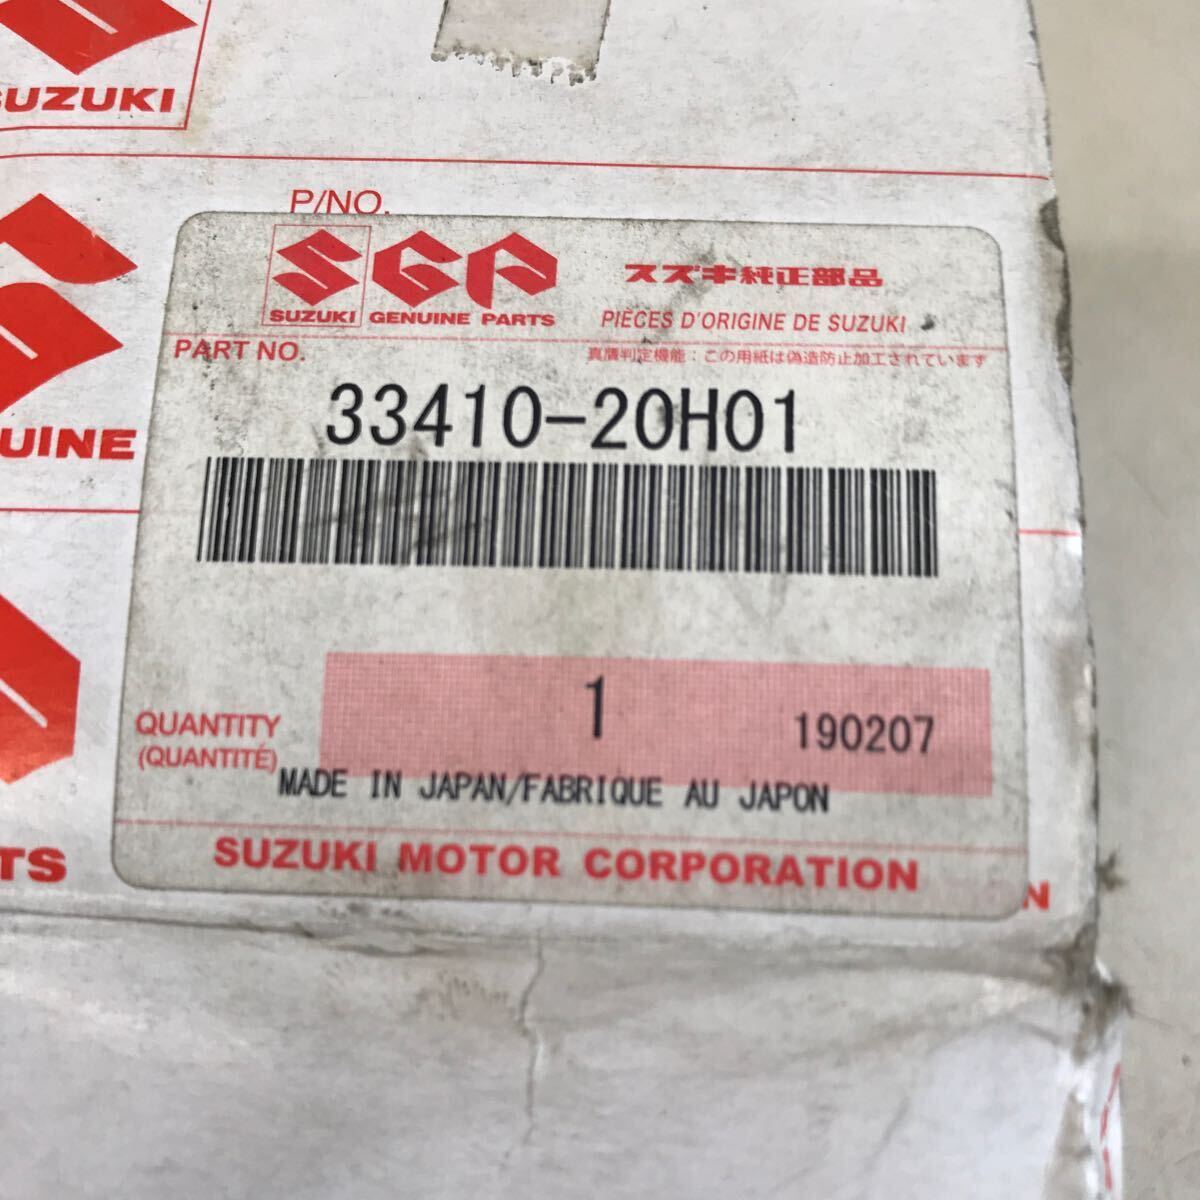 SUZUKI
P/NO.
SGP
スズキ純正部品
SUZUKI GENUINE PARTS
PIÈCES D'ORIGINE DE SUZUKI
PART NO.
真贋判定機能:この用紙は偽造防止加工されています
33410-20H01
UINE
1
190207
QUANTITY
(QUANTITÉ)
MADE IN JAPAN/FABRIQUE AU JAPON
TS
SUZUKI MOTOR CORPORATION
N